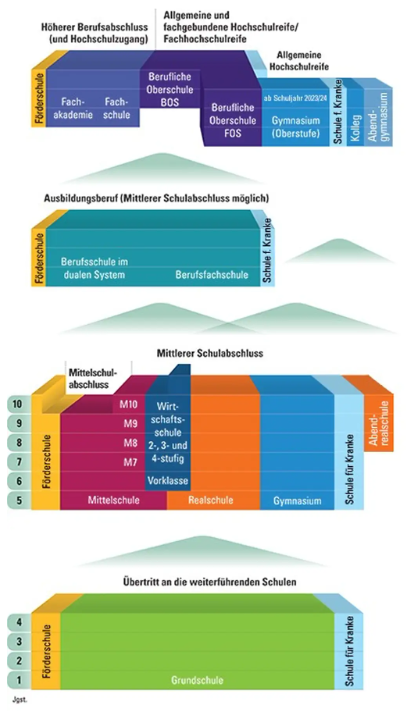 Höherer Berufsabschluss
(und Hochschulzugang)
Allgemeine und
fachgebundene Hochschulreife/
Fachhochschulreife
Allgemeine
Hochschulreife
Förderschule
Fach-
akademie
Fach-
schule
Berufliche
Oberschule
BOS
Berufliche
Oberschule
FOS
ab Schuljahr 2023/24
Gymnasium
(Oberstufe)
Schule f. Kranke
Kolleg
Abend-
gymnasium
Ausbildungsberuf (Mittlerer Schulabschluss möglich)
Förderschule
Berufsschule im
dualen System
Berufsfachschule
Schule f. Kranke
Mittlerer Schulabschluss
Mittelschul-
abschluss
10
9
8
7
6
5
Förderschule
M10
M9
M8
M7
Mittelschule
Wirt-
schafts-
schule
2-, 3- und
4-stufig
Vorklasse
Realschule
Gymnasium
Schule für Kranke
Abend-
realschule
Übertritt an die weiterführenden Schulen
4
3
2
1
Förderschule
Grundschule
Schule für Kranke
Jgst.